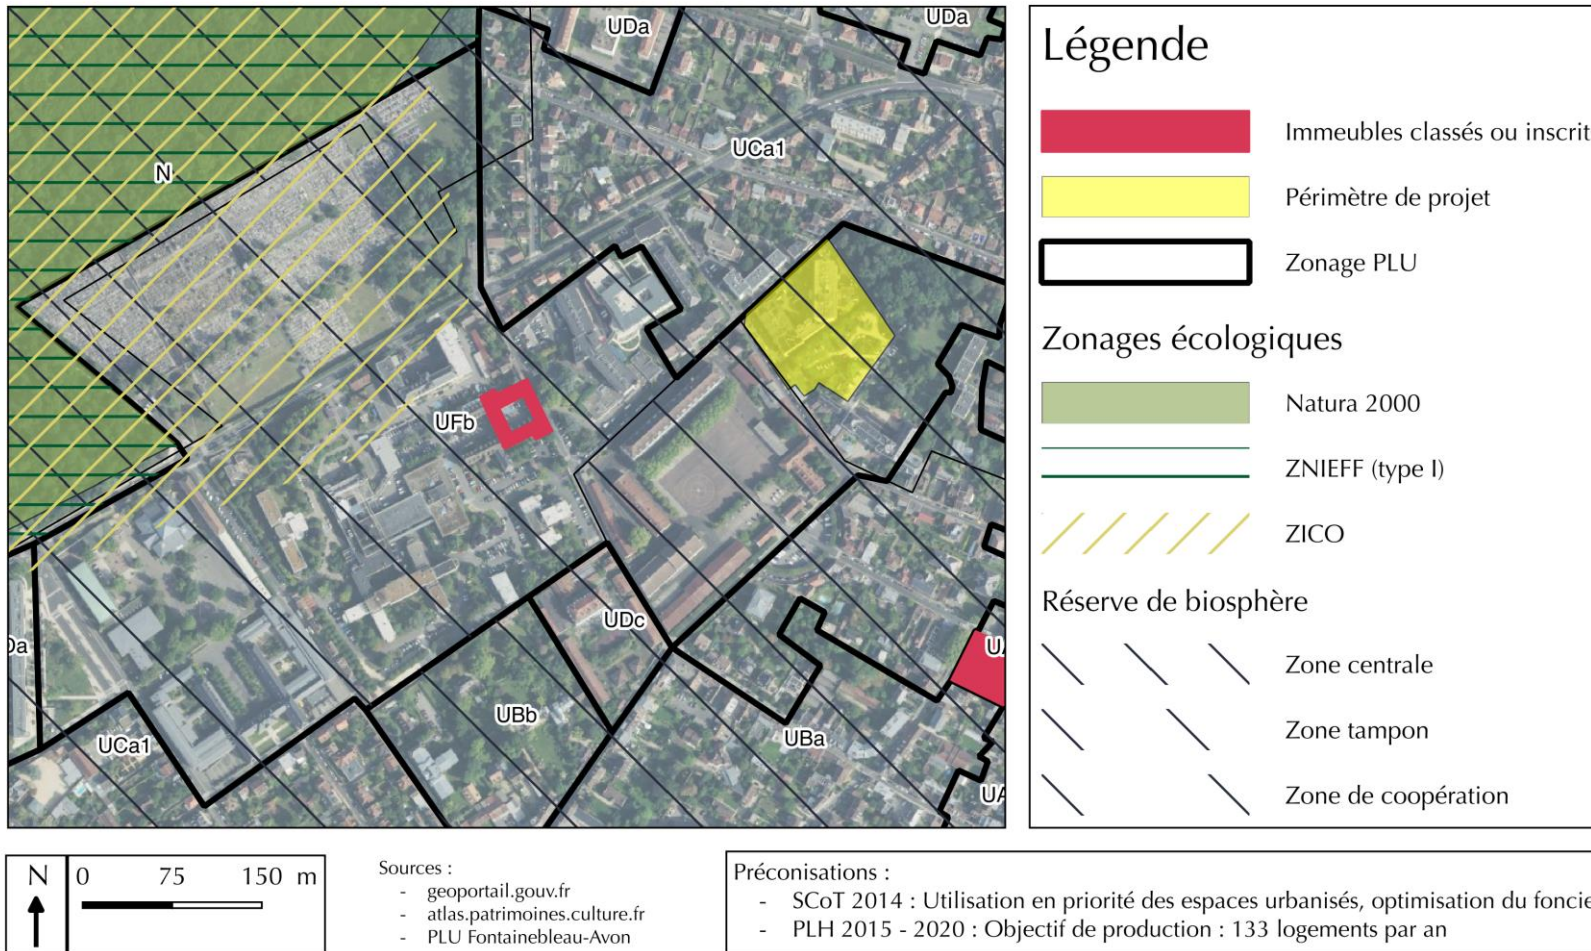 UDa
UDa
UCa1
N
UFb
Da
UDc
UBb
UCa1
UBa
UA
UA
Légende
Immeubles classés ou inscrit
Périmètre de projet
Zonage PLU
Zonages écologiques
Natura 2000
ZNIEFF (type I)
ZICO
Réserve de biosphère
Zone centrale
Zone tampon
Zone de coopération
N
0 75 150 m
Sources :
- geoportail.gouv.fr
- atlas.patrimoines.culture.fr
- PLU Fontainebleau-Avon
Préconisations :
- SCoT 2014 : Utilisation en priorité des espaces urbanisés, optimisation du foncie
- PLH 2015 - 2020 : Objectif de production : 133 logements par an